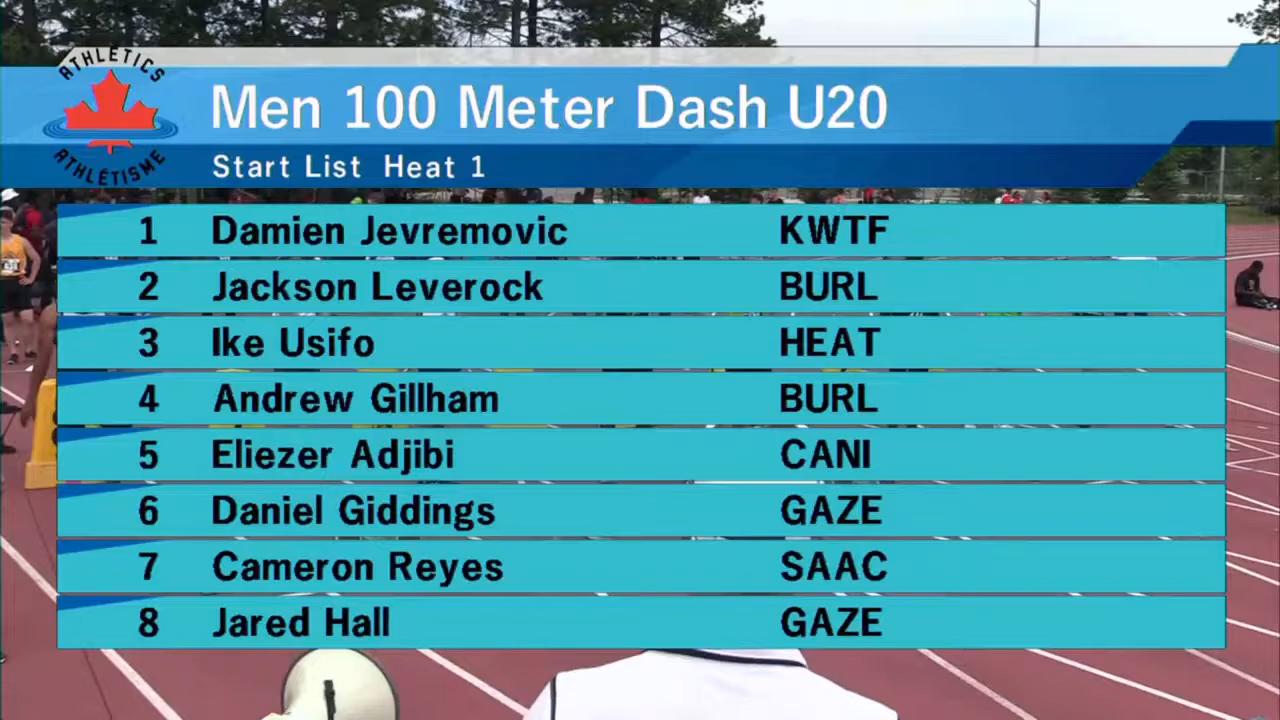 ATHLETICS
ATHLÉTISME
Men 100 Meter Dash U20
Start List Heat 1
1 Damien Jevremovic KWTF
2 Jackson Leverock BURL
3 Ike Usifo HEAT
4 Andrew Gillham BURL
5 Eliezer Adjibi CANI
6 Daniel Giddings GAZE
7 Cameron Reyes SAAC
8 Jared Hall GAZE